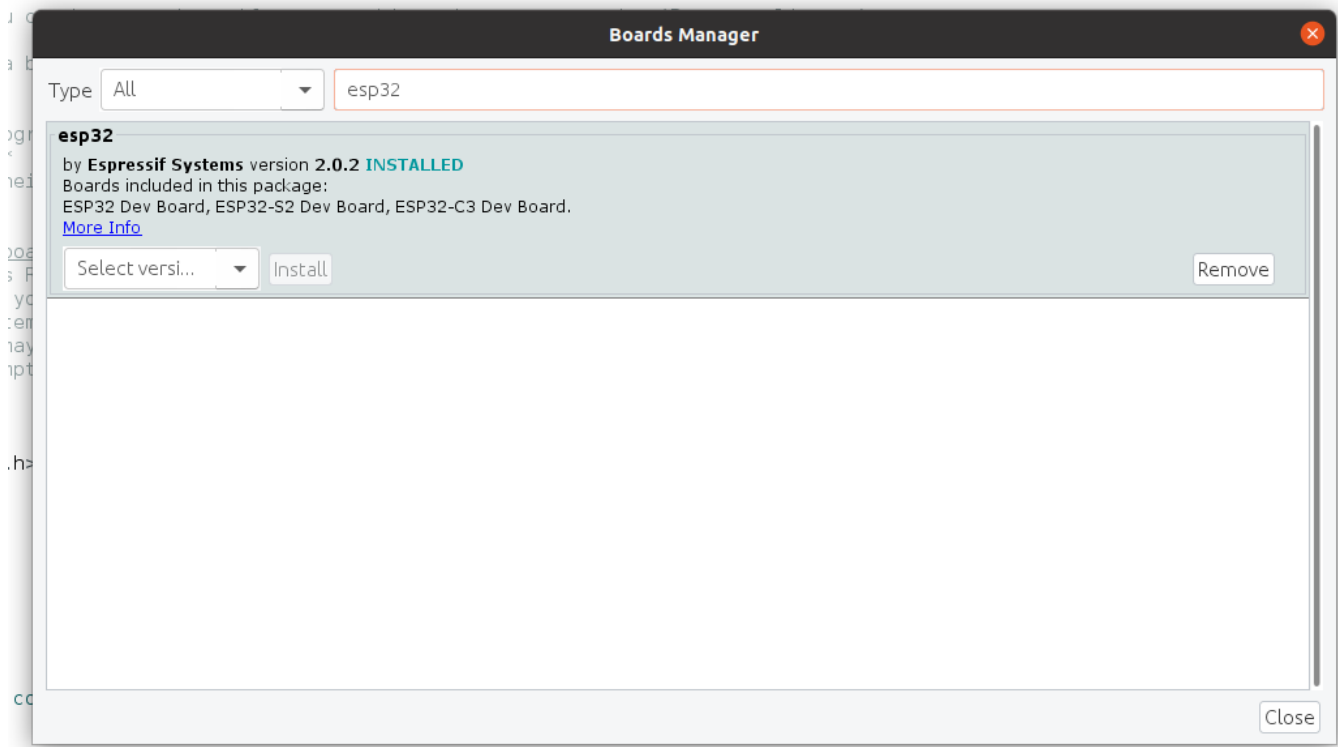 Boards Manager
Type All esp32
esp32
by Espressif Systems version 2.0.2 INSTALLED
Boards included in this package:
ESP32 Dev Board, ESP32-S2 Dev Board, ESP32-C3 Dev Board.
More Info
Select versi... Install Remove
.h>
Close